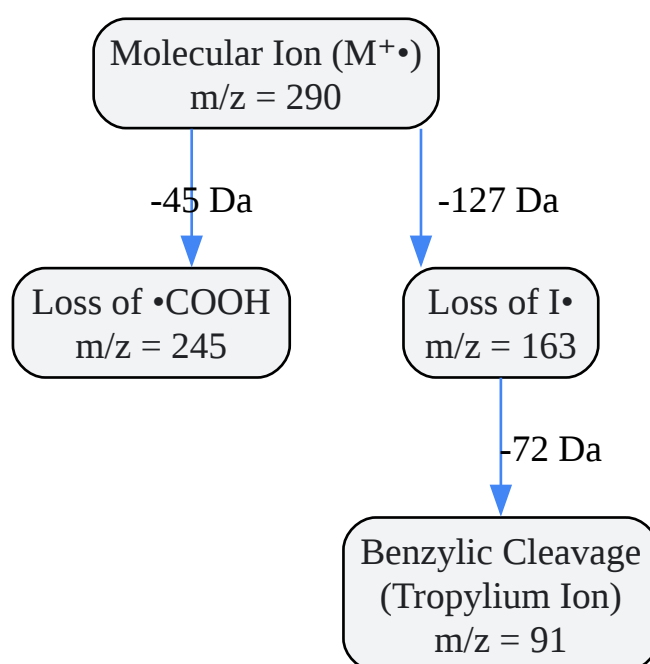 Molecular Ion (M⁺•)
m/z = 290
-45 Da
-127 Da
Loss of •COOH
m/z = 245
Loss of I•
m/z = 163
-72 Da
Benzylic Cleavage
(Tropylium Ion)
m/z = 91